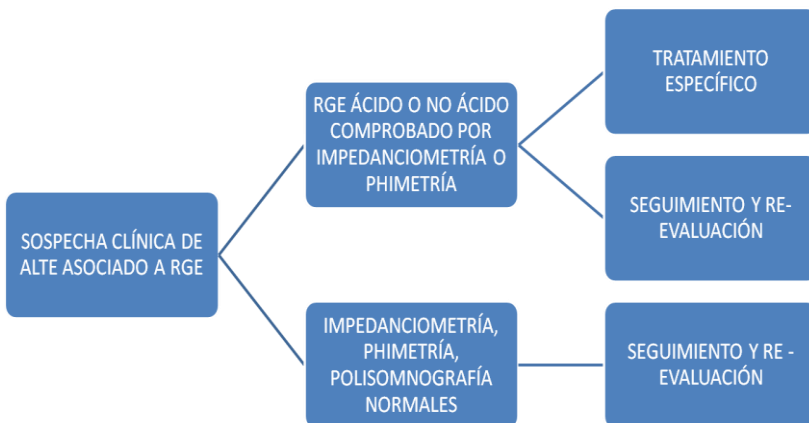 SOSPECHA CLÍNICA DE
ALTE ASOCIADO A RGE
RGE ÁCIDO O NO ÁCIDO
COMPROBADO POR
IMPEDANCIOMETRÍA O
PHIMETRÍA
TRATAMIENTO
ESPECÍFICO
SEGUIMIENTO Y RE-
EVALUACIÓN
IMPEDANCIOMETRÍA,
PHIMETRÍA,
POLISOMNOGRAFÍA
NORMALES
SEGUIMIENTO Y RE -
EVALUACIÓN